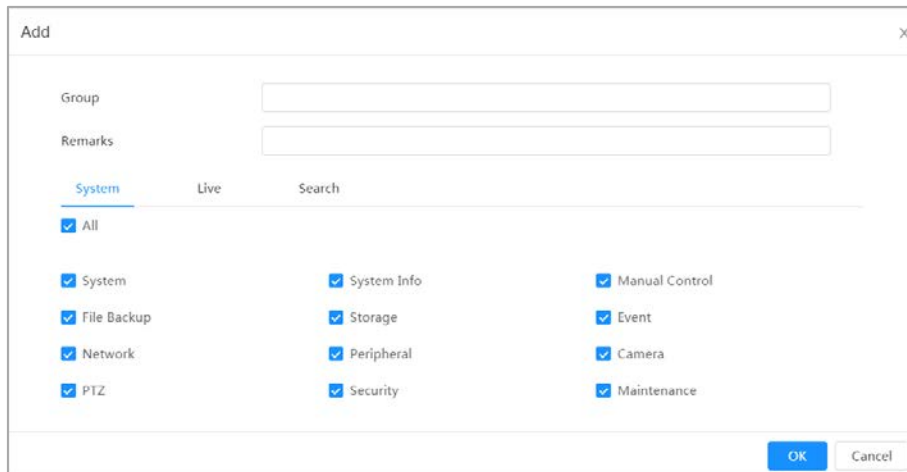 Add X
Group
Remarks
System Live Search
All
System System Info Manual Control
File Backup Storage Event
Network Peripheral Camera
PTZ Security Maintenance
OK Cancel